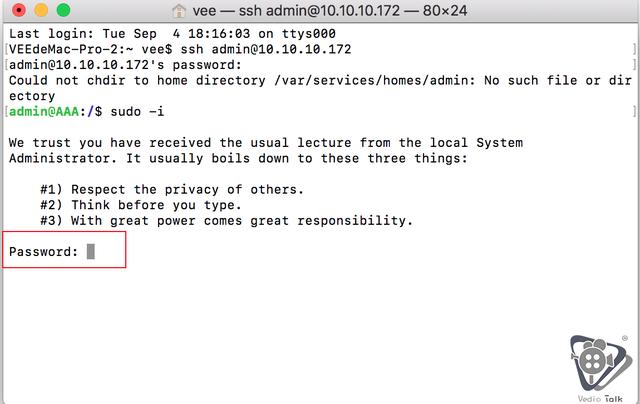 vee — ssh admin@10.10.10.172 — 80×24
Last login: Tue Sep  4 18:16:03 on ttys000
[VEEdeMac-Pro-2:~ vee$ ssh admin@10.10.10.172 ]
[admin@10.10.10.172's password: ]
Could not chdir to home directory /var/services/homes/admin: No such file or dir
ectory
[admin@AAA:/$ sudo -i ]
We trust you have received the usual lecture from the local System
Administrator. It usually boils down to these three things:
#1) Respect the privacy of others.
#2) Think before you type.
#3) With great power comes great responsibility.
Password:
®
Vedio Talk